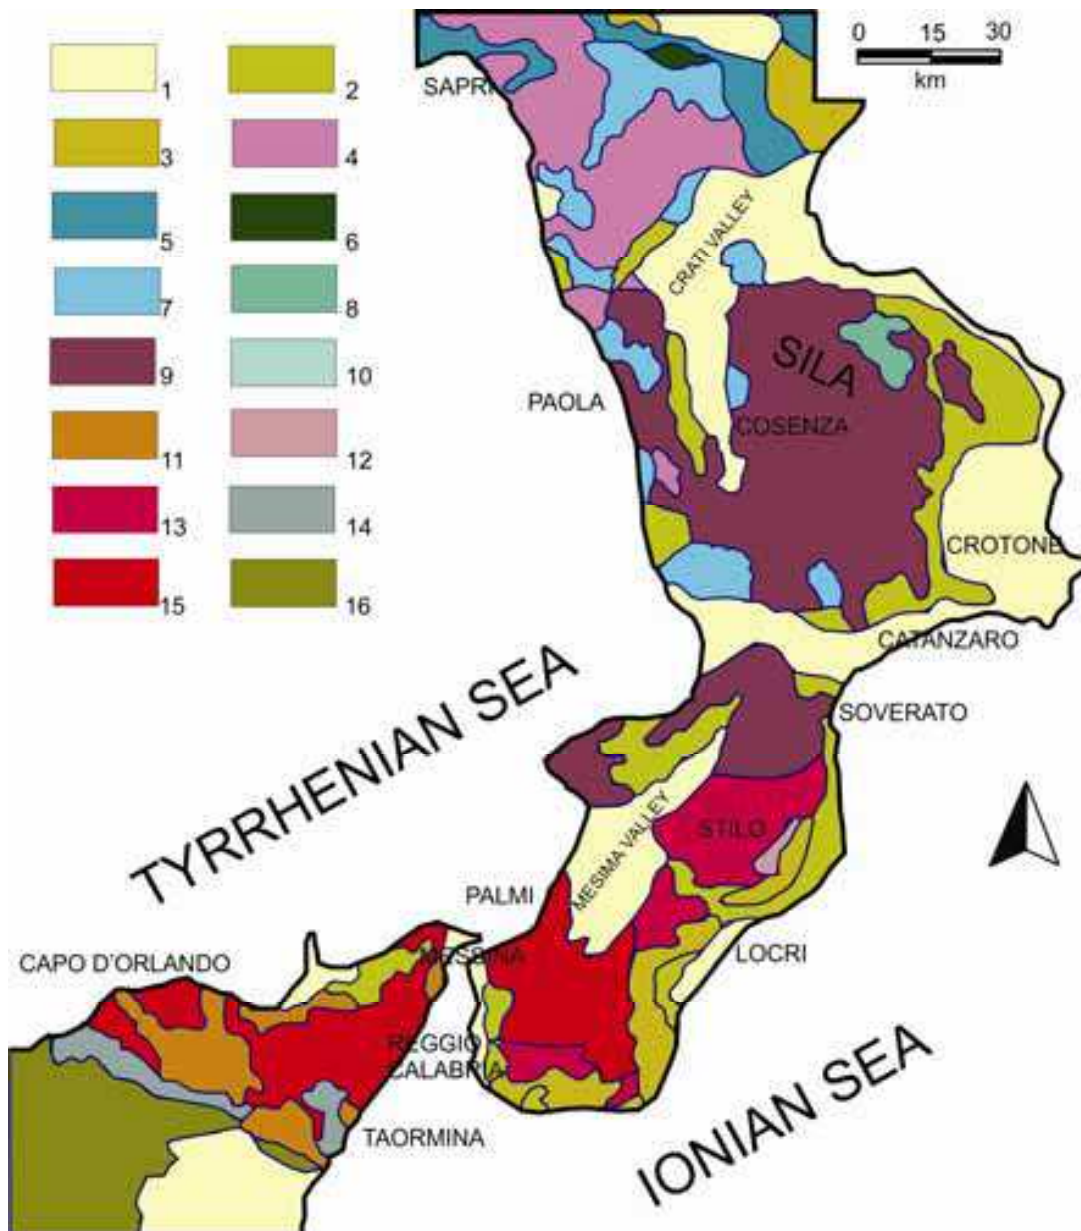 0 15 30
km
1 2
3 4
5 6
7 8
9 10
11 12
13 14
15 16
SAPRI
CRATI VALLEY
SILA
PAOLA
COSENZA
CROTONE
CATANZARO
SOVERATO
TYRRHENIAN SEA
STILO
MESIMA VALLEY
PALMI
MESSINA
LOCRI
CAPO D'ORLANDO
REGGIO
CALABRIA
TAORMINA
IONIAN SEA